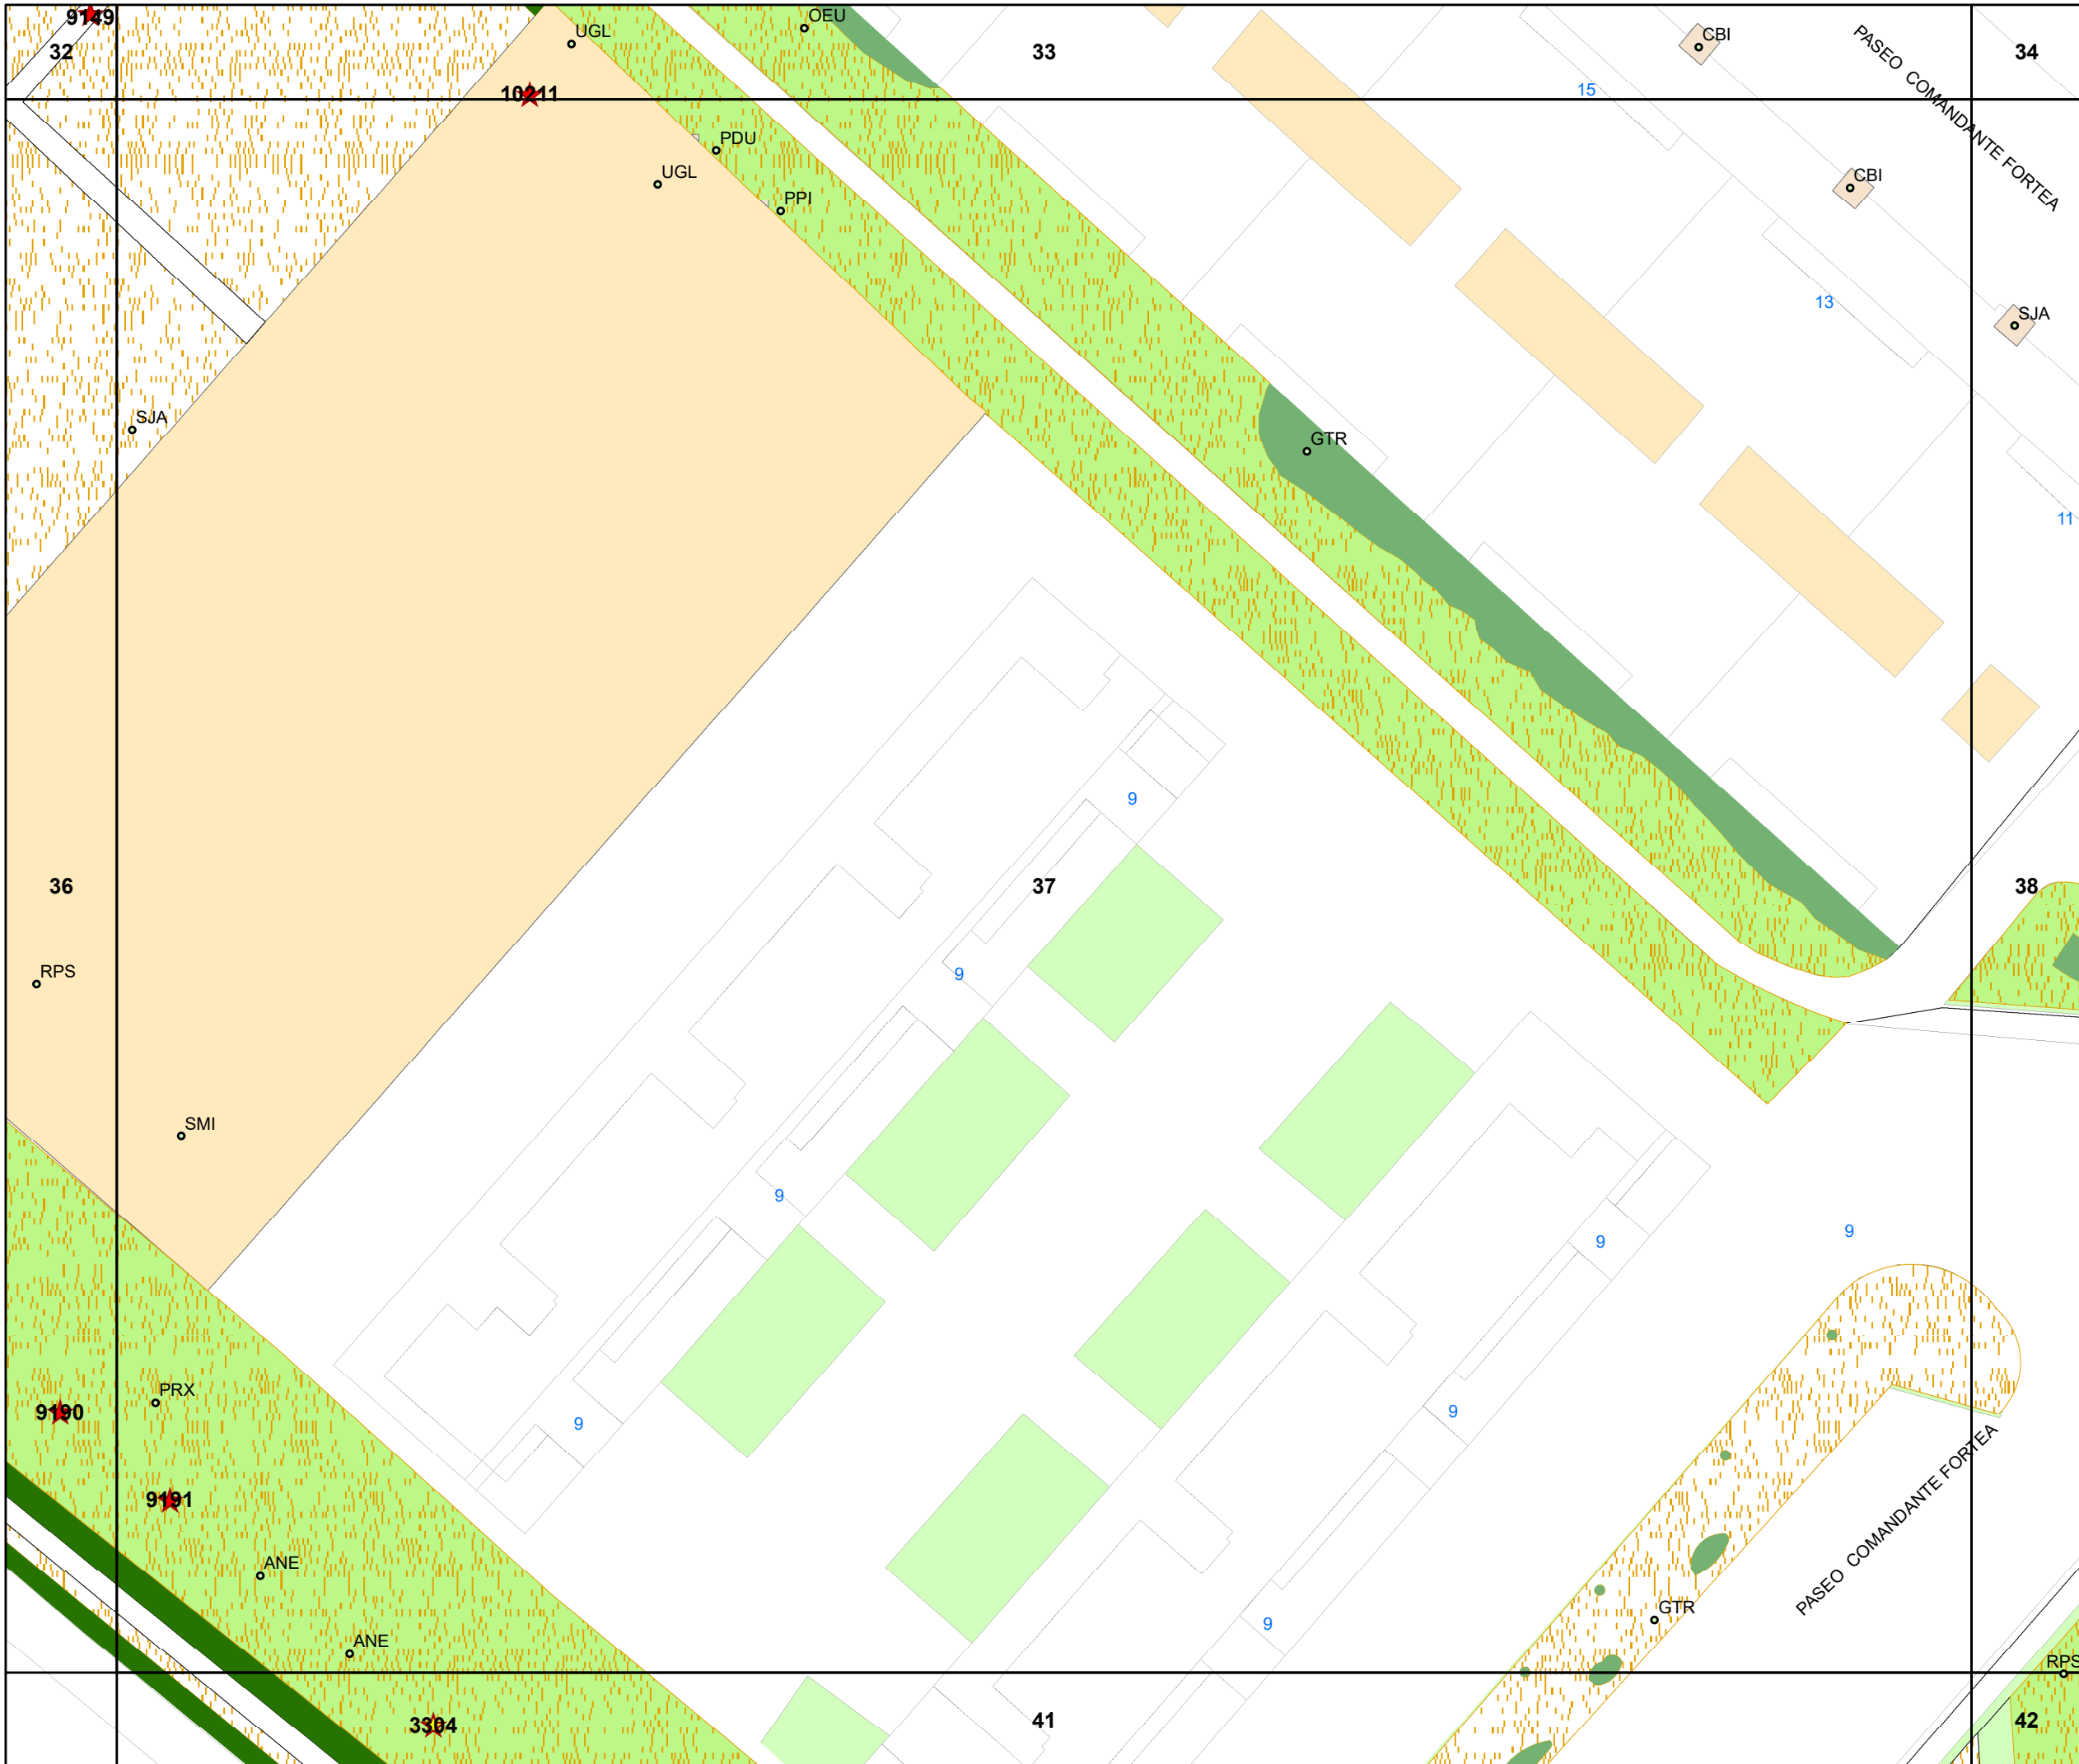 9149
OEU
UGL
CBI
PASEO COMANDANTE FORTEA
32
33
34
15
10211
PDU
UGL
CBI
PPI
13
SJA
SJA
GTR
11
9
36
37
38
9
RPS
SMI
9
9
9
PRX
9190
9
9
PASEO COMANDANTE FORTEA
9191
ANE
GTR
9
ANE
RPS
3304
41
42